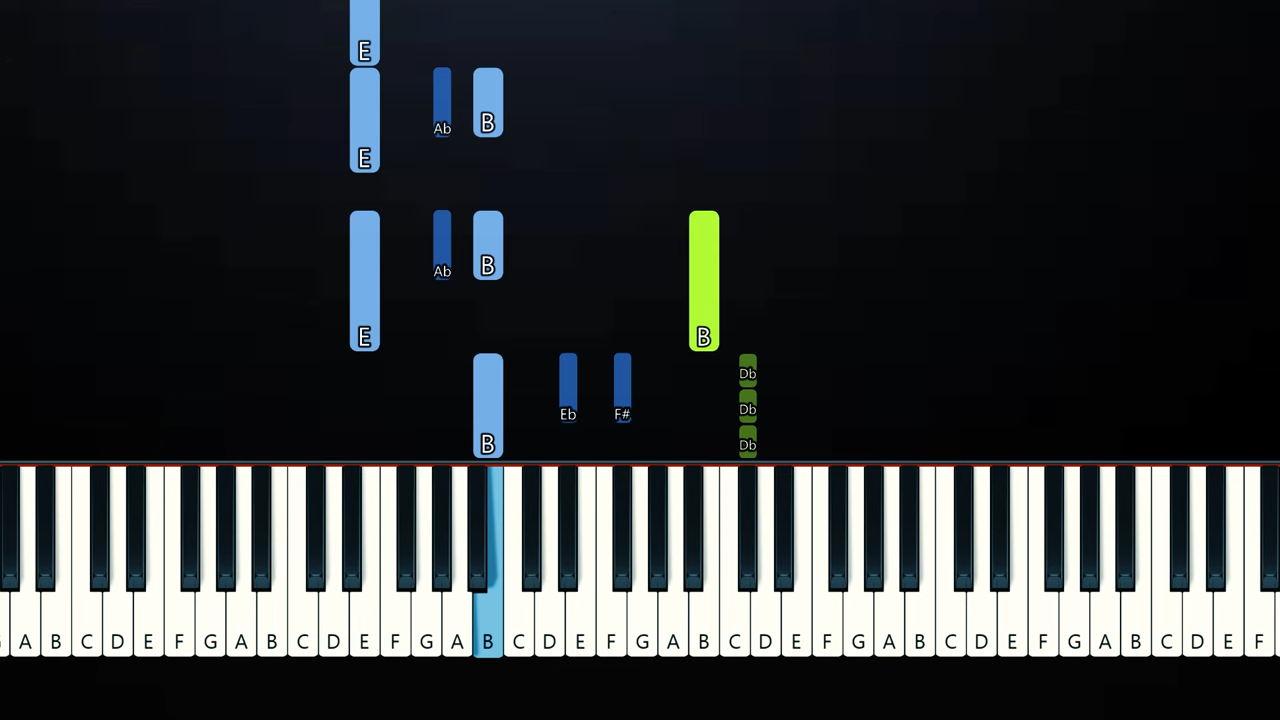 E
Ab B
E
Ab B
E B
Db
Eb F# Db
B Db
A B C D E F G A B C D E F G A B C D E F G A B C D E F G A B C D E F G A B C D E F